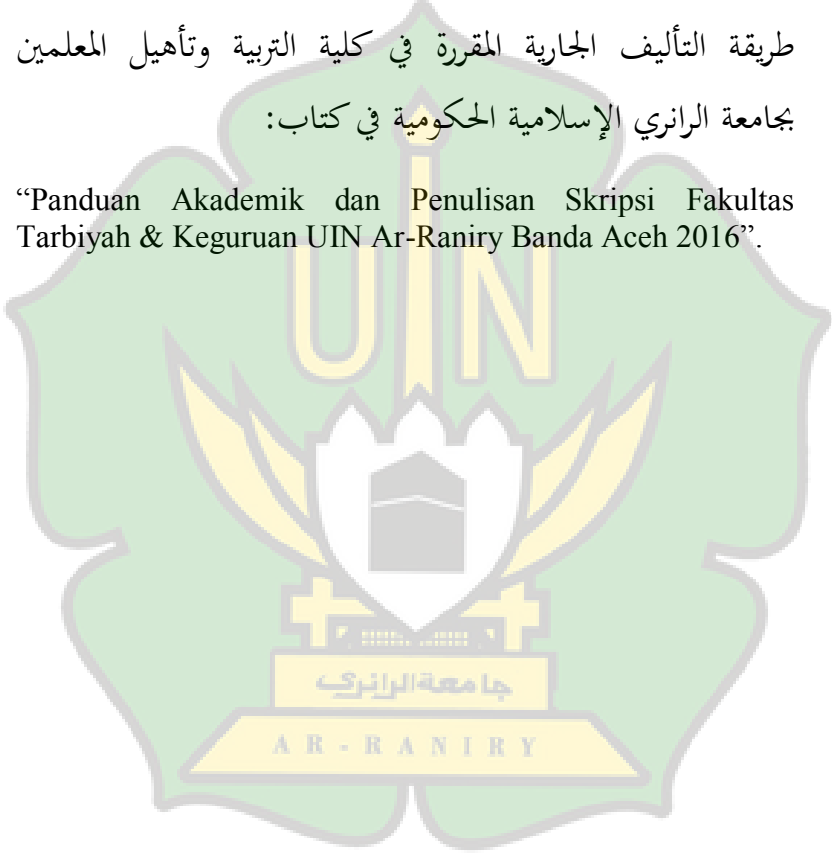 طريقة التأليف الجارية المقررة في كلية التربية وتأهيل المعلمين
بجامعة الرانري الإسلامية الحكومية في كتاب:
“Panduan Akademik dan Penulisan Skripsi Fakultas
Tarbiyah & Keguruan UIN Ar-Raniry Banda Aceh 2016”.
UIN
جامعة الرانري
AR-RANIRY